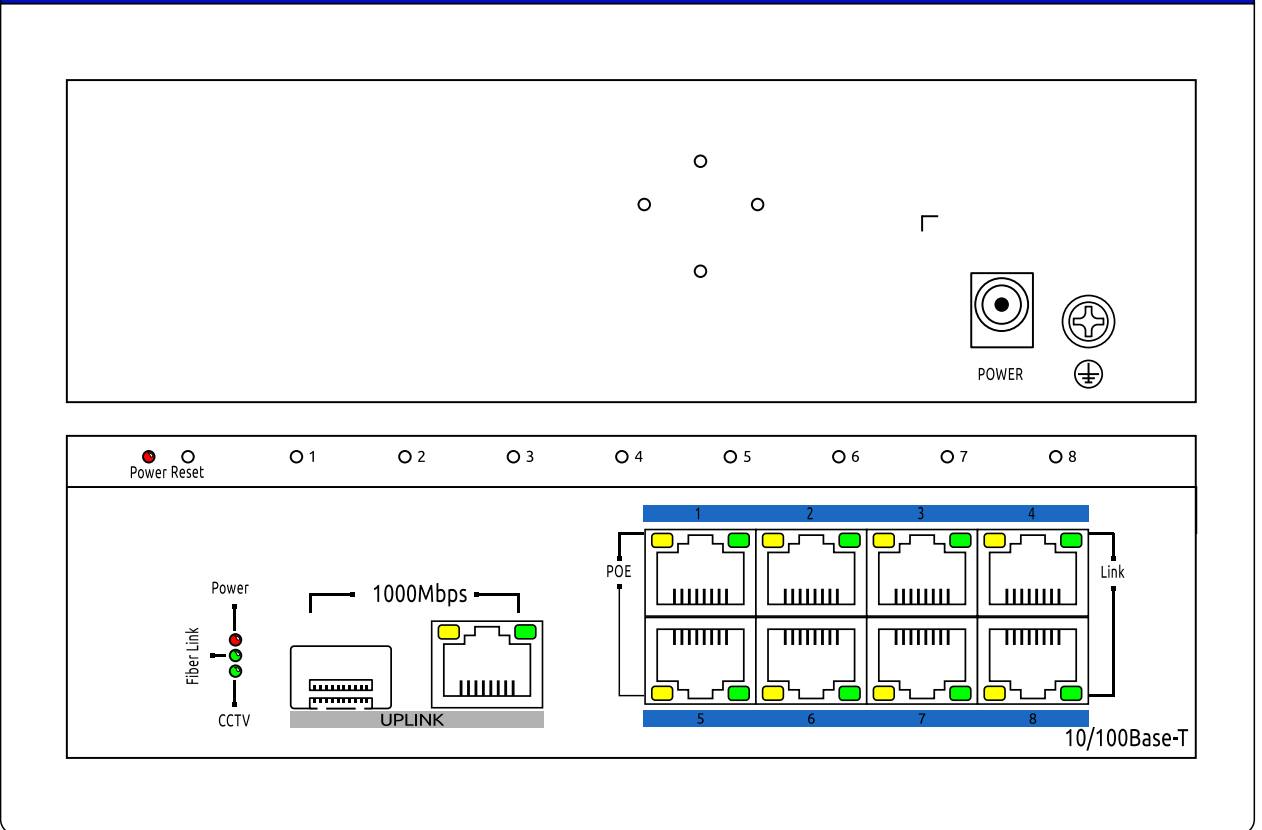 POWER
1 2 3 4 5 6 7 8
Power Reset
1 2 3 4
POE
Link
Power
1000Mbps
Fiber Link
CCTV
UPLINK
5 6 7 8
10/100Base-T